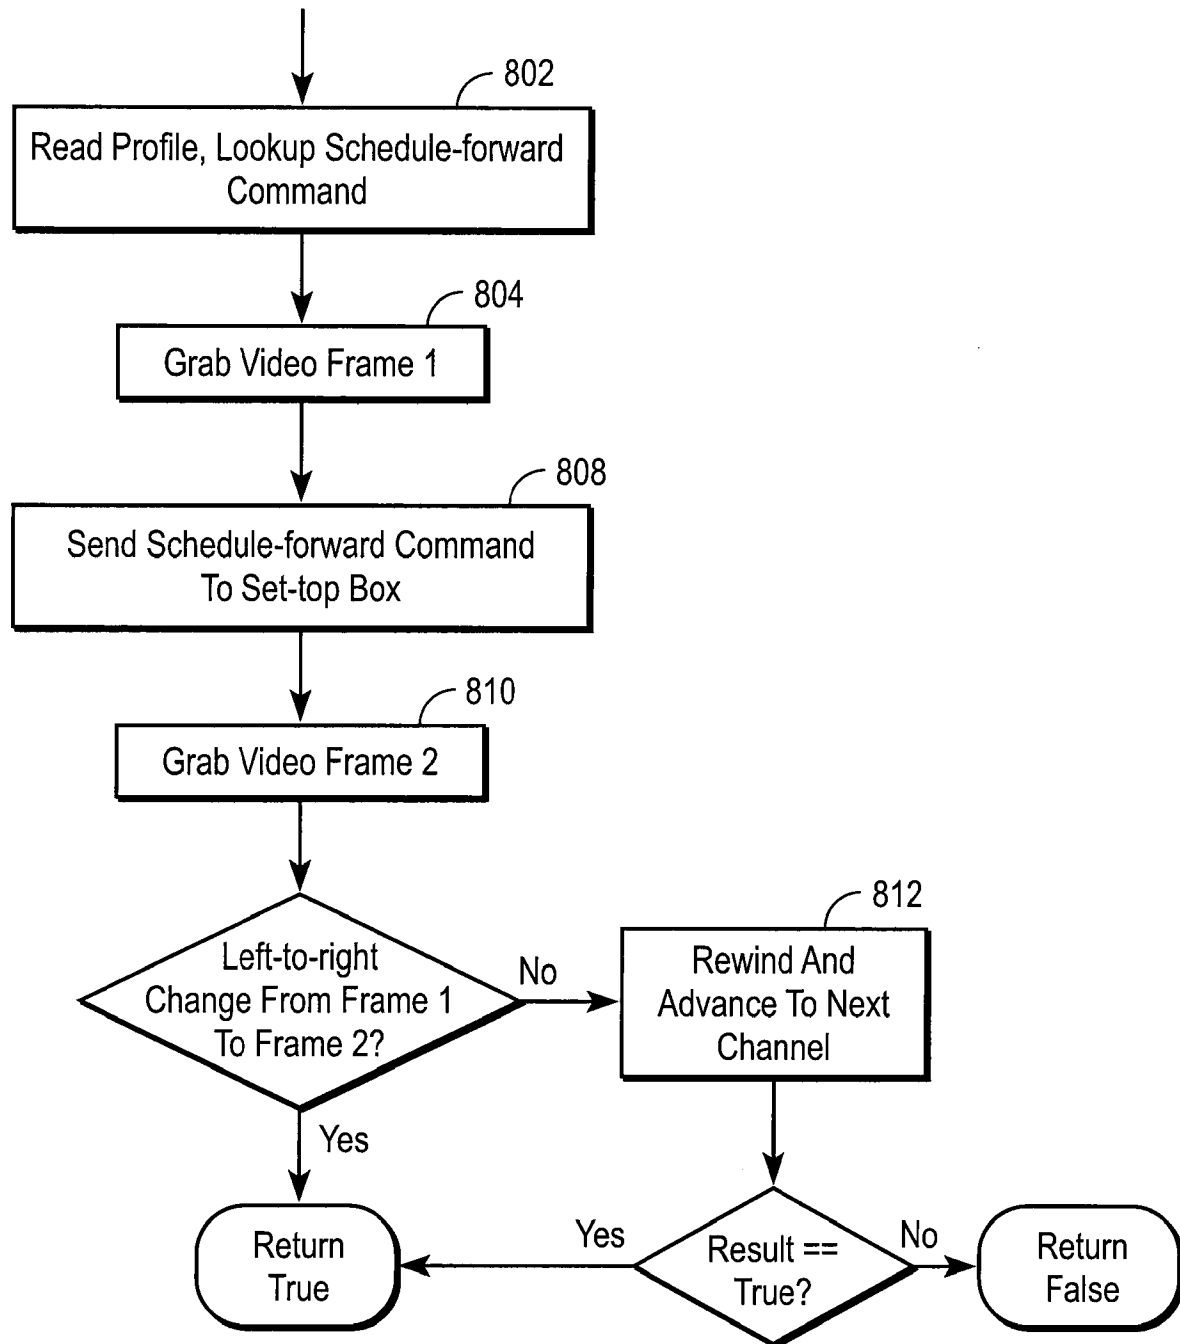 802
Read Profile, Lookup Schedule-forward
Command
804
Grab Video Frame 1
808
Send Schedule-forward Command
To Set-top Box
810
Grab Video Frame 2
Left-to-right
Change From Frame 1
To Frame 2?
No
812
Rewind And
Advance To Next
Channel
Yes
Return
True
Yes
Result ==
True?
No
Return
False